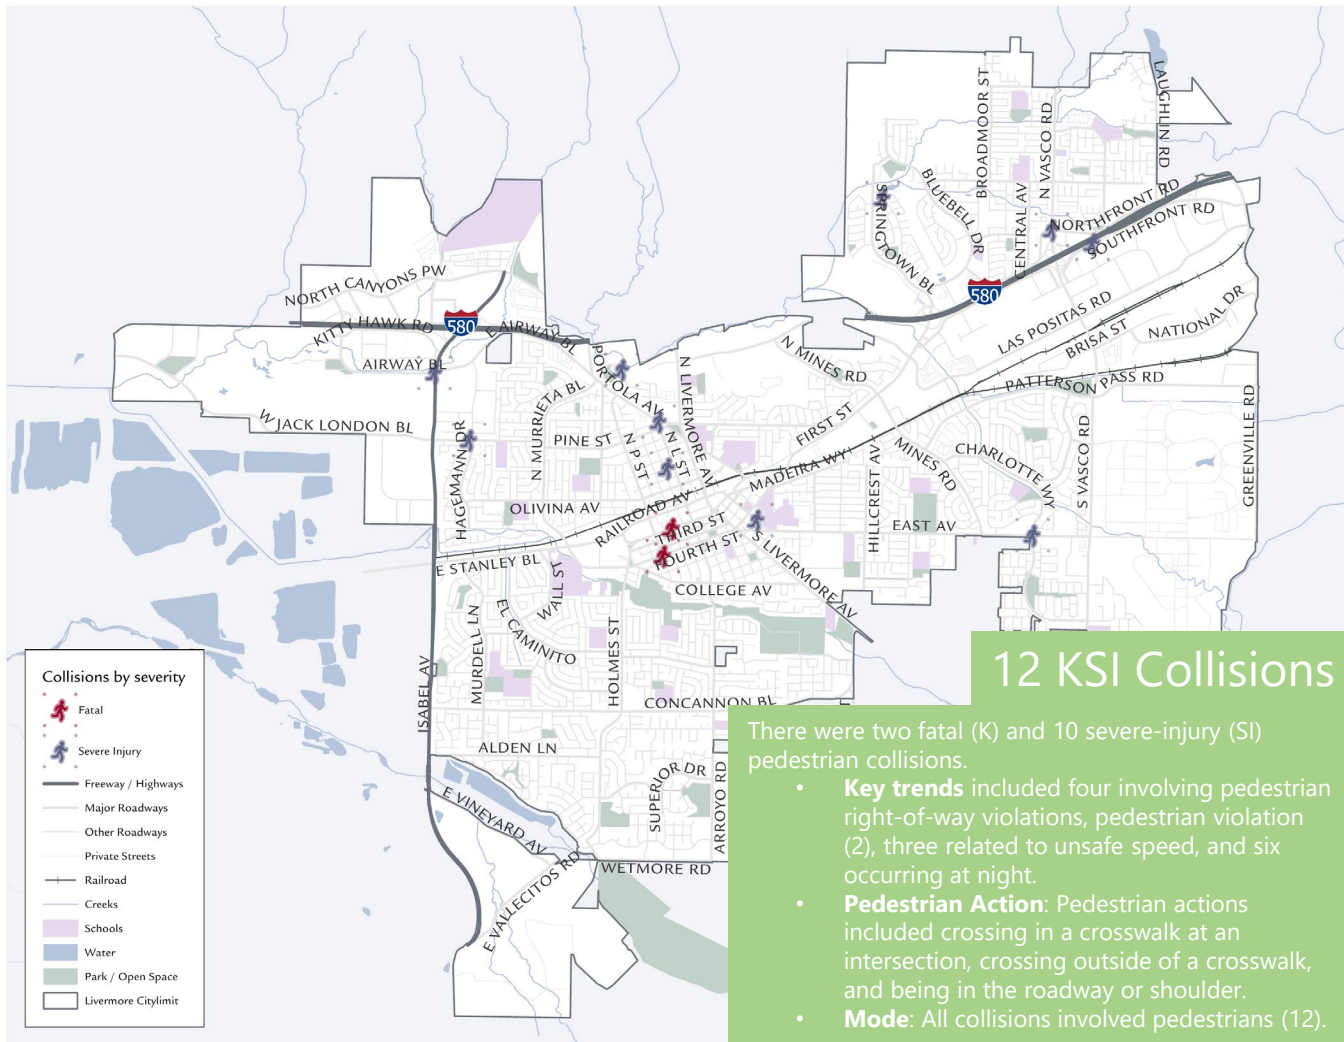 BROADMOOR ST
N VASCO RD
LAUGHLIN RD
SPRINGTOWN BL
BLUEBELL DR
CENTRAL AV
NORTHFRONT RD
SOUTHFRONT RD
580
NORTH CANYONS PW
KITTY HAWK RD
580
E AIRWAY BL
AIRWAY BL
PORTOLA AV
N LIVERMORE AV
N MINES RD
LAS POSITAS RD
BRISA ST
NATIONAL DR
PATTERSON PASS RD
GREENVILLE RD
W JACK LONDON BL
HAGEMANN DR
N MURRIETA BL
PINE ST
N P ST
N L ST
FIRST ST
MADEIRA WY
HILLCREST AV
MINES RD
CHARLOTTE WY
S VASCO RD
OLIVINA AV
RAILROAD AV
THIRD ST
FOURTH ST
EAST AV
S LIVERMORE AV
E STANLEY BL
WALL ST
COLLEGE AV
MURDELL LN
EL CAMINITO
HOLMES ST
ISABEL AV
CONCANNON BL
ALDEN LN
SUPERIOR DR
ARROYO RD
E VINEYARD AV
E VALLECITOS RD
WETMORE RD
Collisions by severity
Fatal
Severe Injury
Freeway / Highways
Major Roadways
Other Roadways
Private Streets
Railroad
Creeks
Schools
Water
Park / Open Space
Livermore Citylimit
12 KSI Collisions
There were two fatal (K) and 10 severe-injury (SI)
pedestrian collisions.
• Key trends included four involving pedestrian
right-of-way violations, pedestrian violation
(2), three related to unsafe speed, and six
occurring at night.
• Pedestrian Action: Pedestrian actions
included crossing in a crosswalk at an
intersection, crossing outside of a crosswalk,
and being in the roadway or shoulder.
• Mode: All collisions involved pedestrians (12).